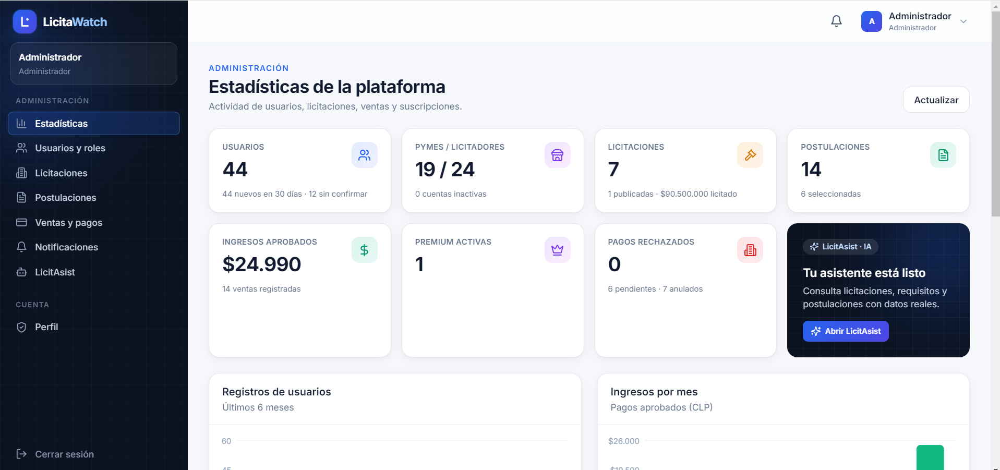 LicitaWatch
Administrador
Administrador
ADMINISTRACIÓN
Estadísticas
Usuarios y roles
Licitaciones
Postulaciones
Ventas y pagos
Notificaciones
LicitAsist
CUENTA
Perfil
Cerrar sesión
A
Administrador
Administrador
ADMINISTRACIÓN
Estadísticas de la plataforma
Actividad de usuarios, licitaciones, ventas y suscripciones.
Actualizar
USUARIOS
44
44 nuevos en 30 días · 12 sin confirmar
PYMES / LICITADORES
19 / 24
0 cuentas inactivas
LICITACIONES
7
1 publicadas · $90.500.000 licitado
POSTULACIONES
14
6 seleccionadas
INGRESOS APROBADOS
$24.990
14 ventas registradas
PREMIUM ACTIVAS
1
PAGOS RECHAZADOS
0
6 pendientes · 7 anulados
LicitAsist · IA
Tu asistente está listo
Consulta licitaciones, requisitos y
postulaciones con datos reales.
Abrir LicitAsist
Registros de usuarios
Últimos 6 meses
60
45
Ingresos por mes
Pagos aprobados (CLP)
$26.000
$19.500